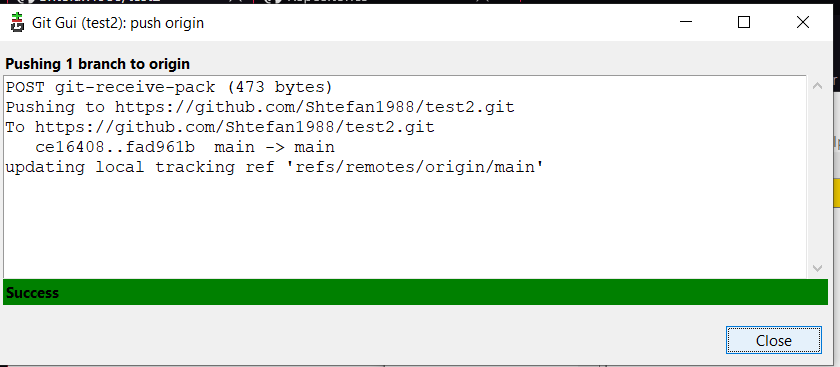 Git Gui (test2): push origin
Pushing 1 branch to origin
POST git-receive-pack (473 bytes)
Pushing to https://github.com/Shtefan1988/test2.git
To https://github.com/Shtefan1988/test2.git
   ce16408..fad961b  main -> main
updating local tracking ref 'refs/remotes/origin/main'
Success
Close